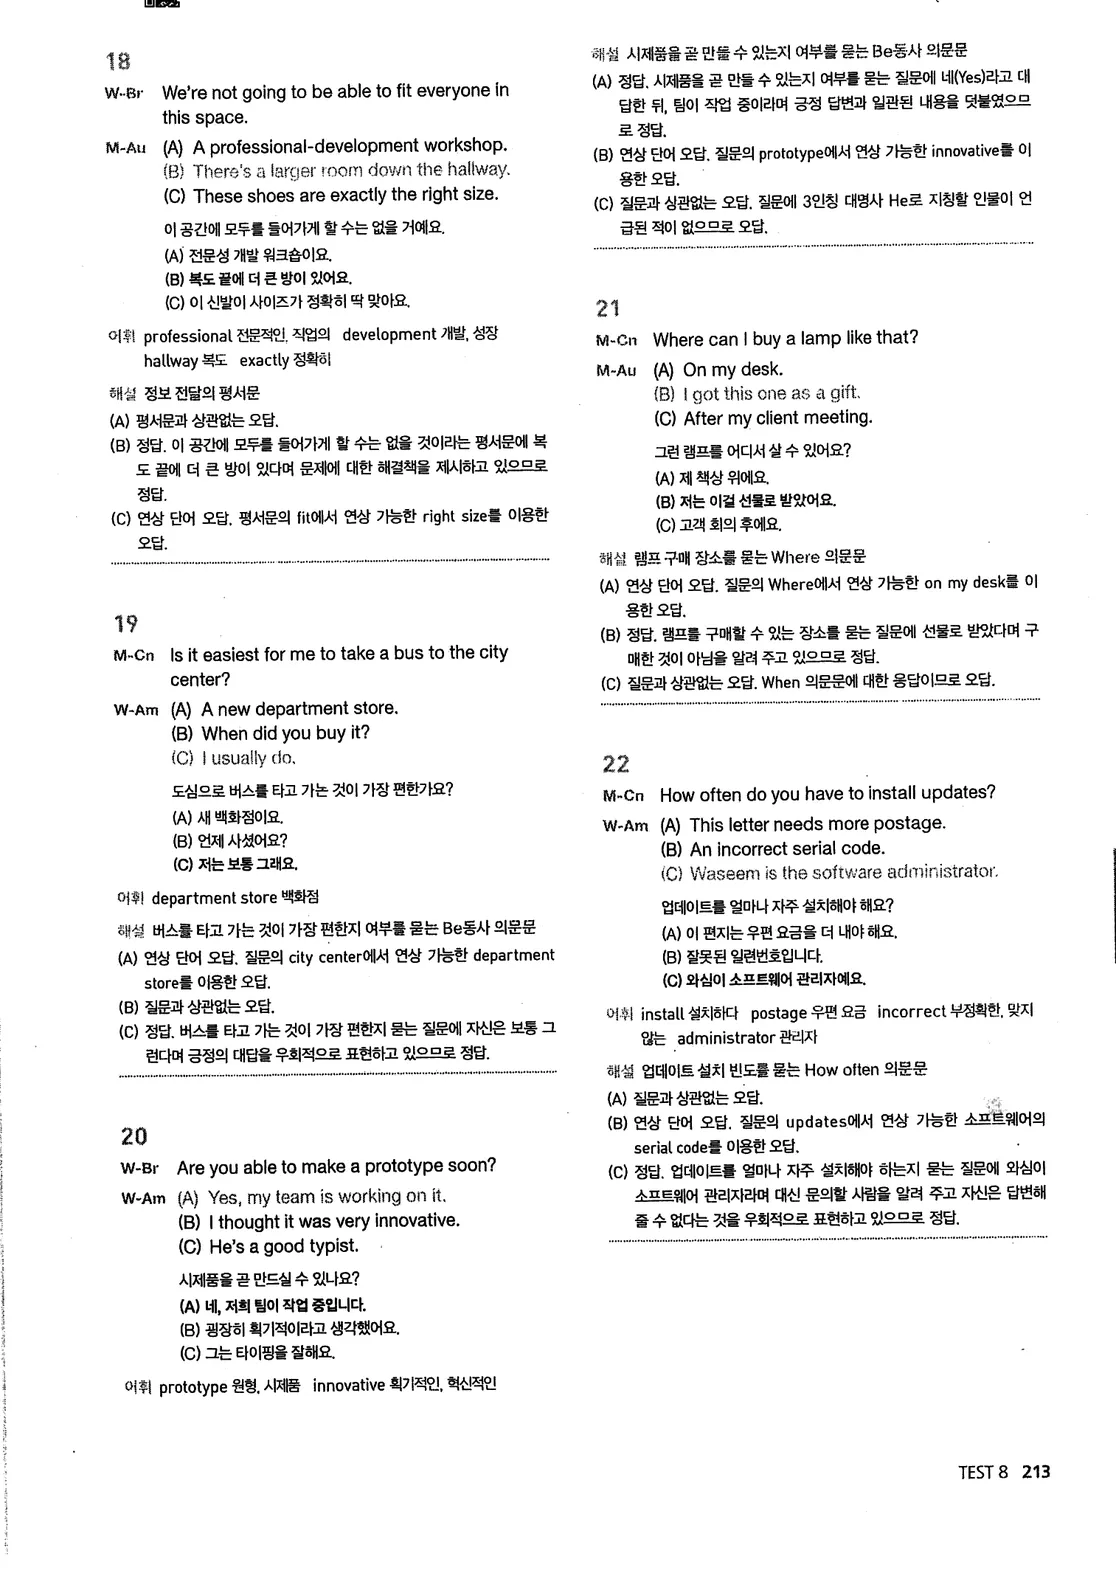 18
W-Br We're not going to be able to fit everyone in
this space.
M-Au (A) A professional-development workshop.
(B) There's a larger room down the hallway.
(C) These shoes are exactly the right size.
이 공간에 모두를 들어가게 할 수는 없을 거예요.
(A) 전문성 개발 워크숍이요.
(B) 복도 끝에 더 큰 방이 있어요.
(C) 이 신발이 사이즈가 정확히 딱 맞아요.
어휘 professional 전문적인, 직업의 development 개발, 성장
hallway 복도 exactly 정확히
해설 정보 전달의 평서문
(A) 평서문과 상관없는 오답.
(B) 정답. 이 공간에 모두를 들어가게 할 수는 없을 것이라는 평서문에 복
도 끝에 더 큰 방이 있다며 문제에 대한 해결책을 제시하고 있으므로
정답.
(C) 연상 단어 오답. 평서문의 fit에서 연상 가능한 right size를 이용한
오답.
19
M-Cn Is it easiest for me to take a bus to the city
center?
W-Am (A) A new department store.
(B) When did you buy it?
(C) I usually do.
도심으로 버스를 타고 가는 것이 가장 편한가요?
(A) 새 백화점이요.
(B) 언제 사셨어요?
(C) 저는 보통 그래요.
어휘 department store 백화점
해설 버스를 타고 가는 것이 가장 편한지 여부를 묻는 Be동사 의문문
(A) 연상 단어 오답. 질문의 city center에서 연상 가능한 department
store를 이용한 오답.
(B) 질문과 상관없는 오답.
(C) 정답. 버스를 타고 가는 것이 가장 편한지 묻는 질문에 자신은 보통 그
런다며 긍정의 대답을 우회적으로 표현하고 있으므로 정답.
20
W-Br Are you able to make a prototype soon?
W-Am (A) Yes, my team is working on it.
(B) I thought it was very innovative.
(C) He's a good typist.
시제품을 곧 만드실 수 있나요?
(A) 네, 저희 팀이 작업 중입니다.
(B) 굉장히 획기적이라고 생각했어요.
(C) 그는 타이핑을 잘해요.
어휘 prototype 원형, 시제품 innovative 획기적인, 혁신적인
해설 시제품을 곧 만들 수 있는지 여부를 묻는 Be동사 의문문
(A) 정답. 시제품을 곧 만들 수 있는지 여부를 묻는 질문에 네(Yes)라고 대
답한 뒤, 팀이 작업 중이라며 긍정 답변과 일관된 내용을 덧붙였으므
로 정답.
(B) 연상 단어 오답. 질문의 prototype에서 연상 가능한 innovative를 이
용한 오답.
(C) 질문과 상관없는 오답. 질문에 3인칭 대명사 He로 지칭할 인물이 언
급된 적이 없으므로 오답.
21
M-Cn Where can I buy a lamp like that?
M-Au (A) On my desk.
(B) I got this one as a gift.
(C) After my client meeting.
그런 램프를 어디서 살 수 있어요?
(A) 제 책상 위에요.
(B) 저는 이걸 선물로 받았어요.
(C) 고객 회의 후에요.
해설 램프 구매 장소를 묻는 Where 의문문
(A) 연상 단어 오답. 질문의 Where에서 연상 가능한 on my desk를 이
용한 오답.
(B) 정답. 램프를 구매할 수 있는 장소를 묻는 질문에 선물로 받았다며 구
매한 것이 아님을 알려 주고 있으므로 정답.
(C) 질문과 상관없는 오답. When 의문문에 대한 응답이므로 오답.
22
M-Cn How often do you have to install updates?
W-Am (A) This letter needs more postage.
(B) An incorrect serial code.
(C) Waseem is the software administrator.
업데이트를 얼마나 자주 설치해야 해요?
(A) 이 편지는 우편 요금을 더 내야 해요.
(B) 잘못된 일련번호입니다.
(C) 와심이 소프트웨어 관리자예요.
어휘 install 설치하다 postage 우편 요금 incorrect 부정확한, 맞지
않는 administrator 관리자
해설 업데이트 설치 빈도를 묻는 How often 의문문
(A) 질문과 상관없는 오답.
(B) 연상 단어 오답. 질문의 updates에서 연상 가능한 소프트웨어의
serial code를 이용한 오답.
(C) 정답. 업데이트를 얼마나 자주 설치해야 하는지 묻는 질문에 와심이
소프트웨어 관리자라며 대신 문의할 사람을 알려 주고 자신은 답변해
줄 수 없다는 것을 우회적으로 표현하고 있으므로 정답.
TEST 8 213